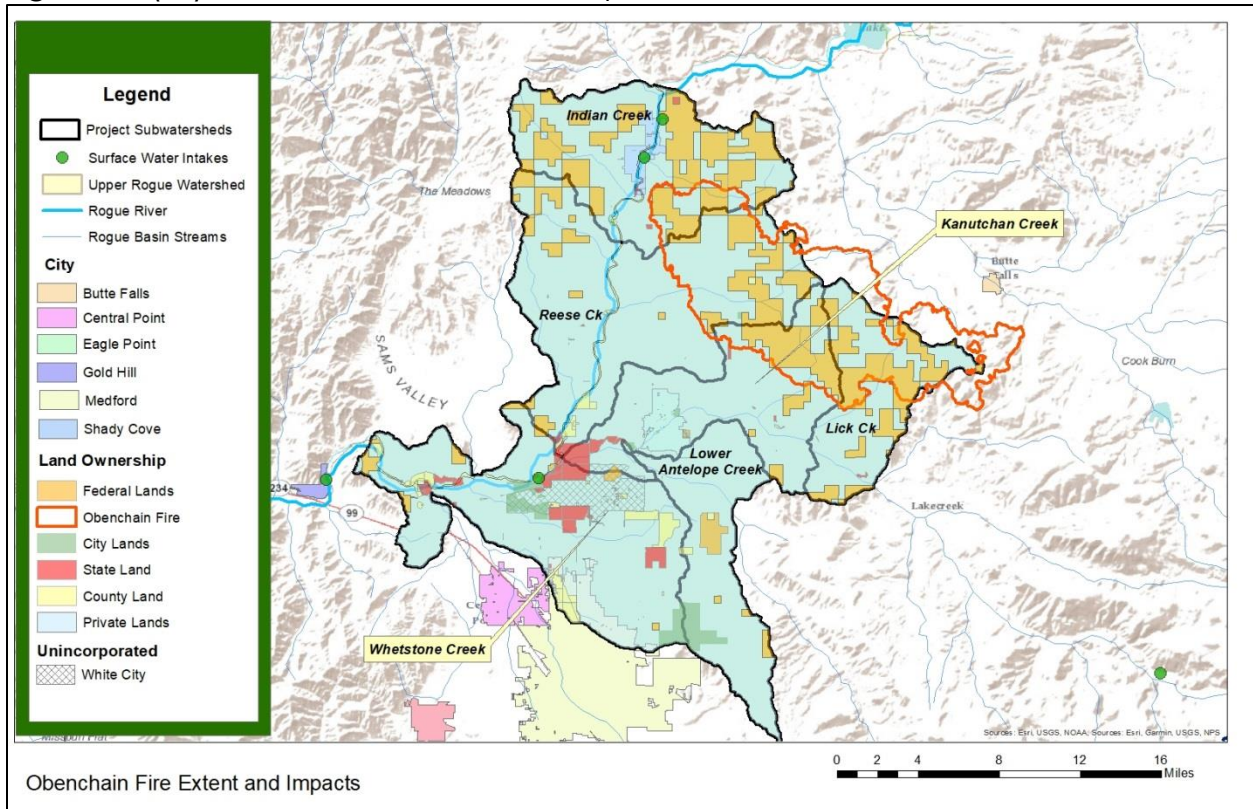 Legend
Project Subwatersheds
Surface Water Intakes
Upper Rogue Watershed
Rogue River
Rogue Basin Streams
City
Butte Falls
Central Point
Eagle Point
Gold Hill
Medford
Shady Cove
Land Ownership
Federal Lands
Obenchain Fire
City Lands
State Land
County Land
Private Lands
Unincorporated
White City
Indian Creek
The Meadows
Kanutchan Creek
Butte
Reese Ck
SAMS VALLEY
Cook Burn
Lick Ck
Lower
Antelope Creek
234
99
Lakecreek
Whetstone Creek
Sources: Esri, USGS, NOAA; Sources: Esri, Garmin, USGS, NPS
Obenchain Fire Extent and Impacts
0 2 4 8 12 16
Miles